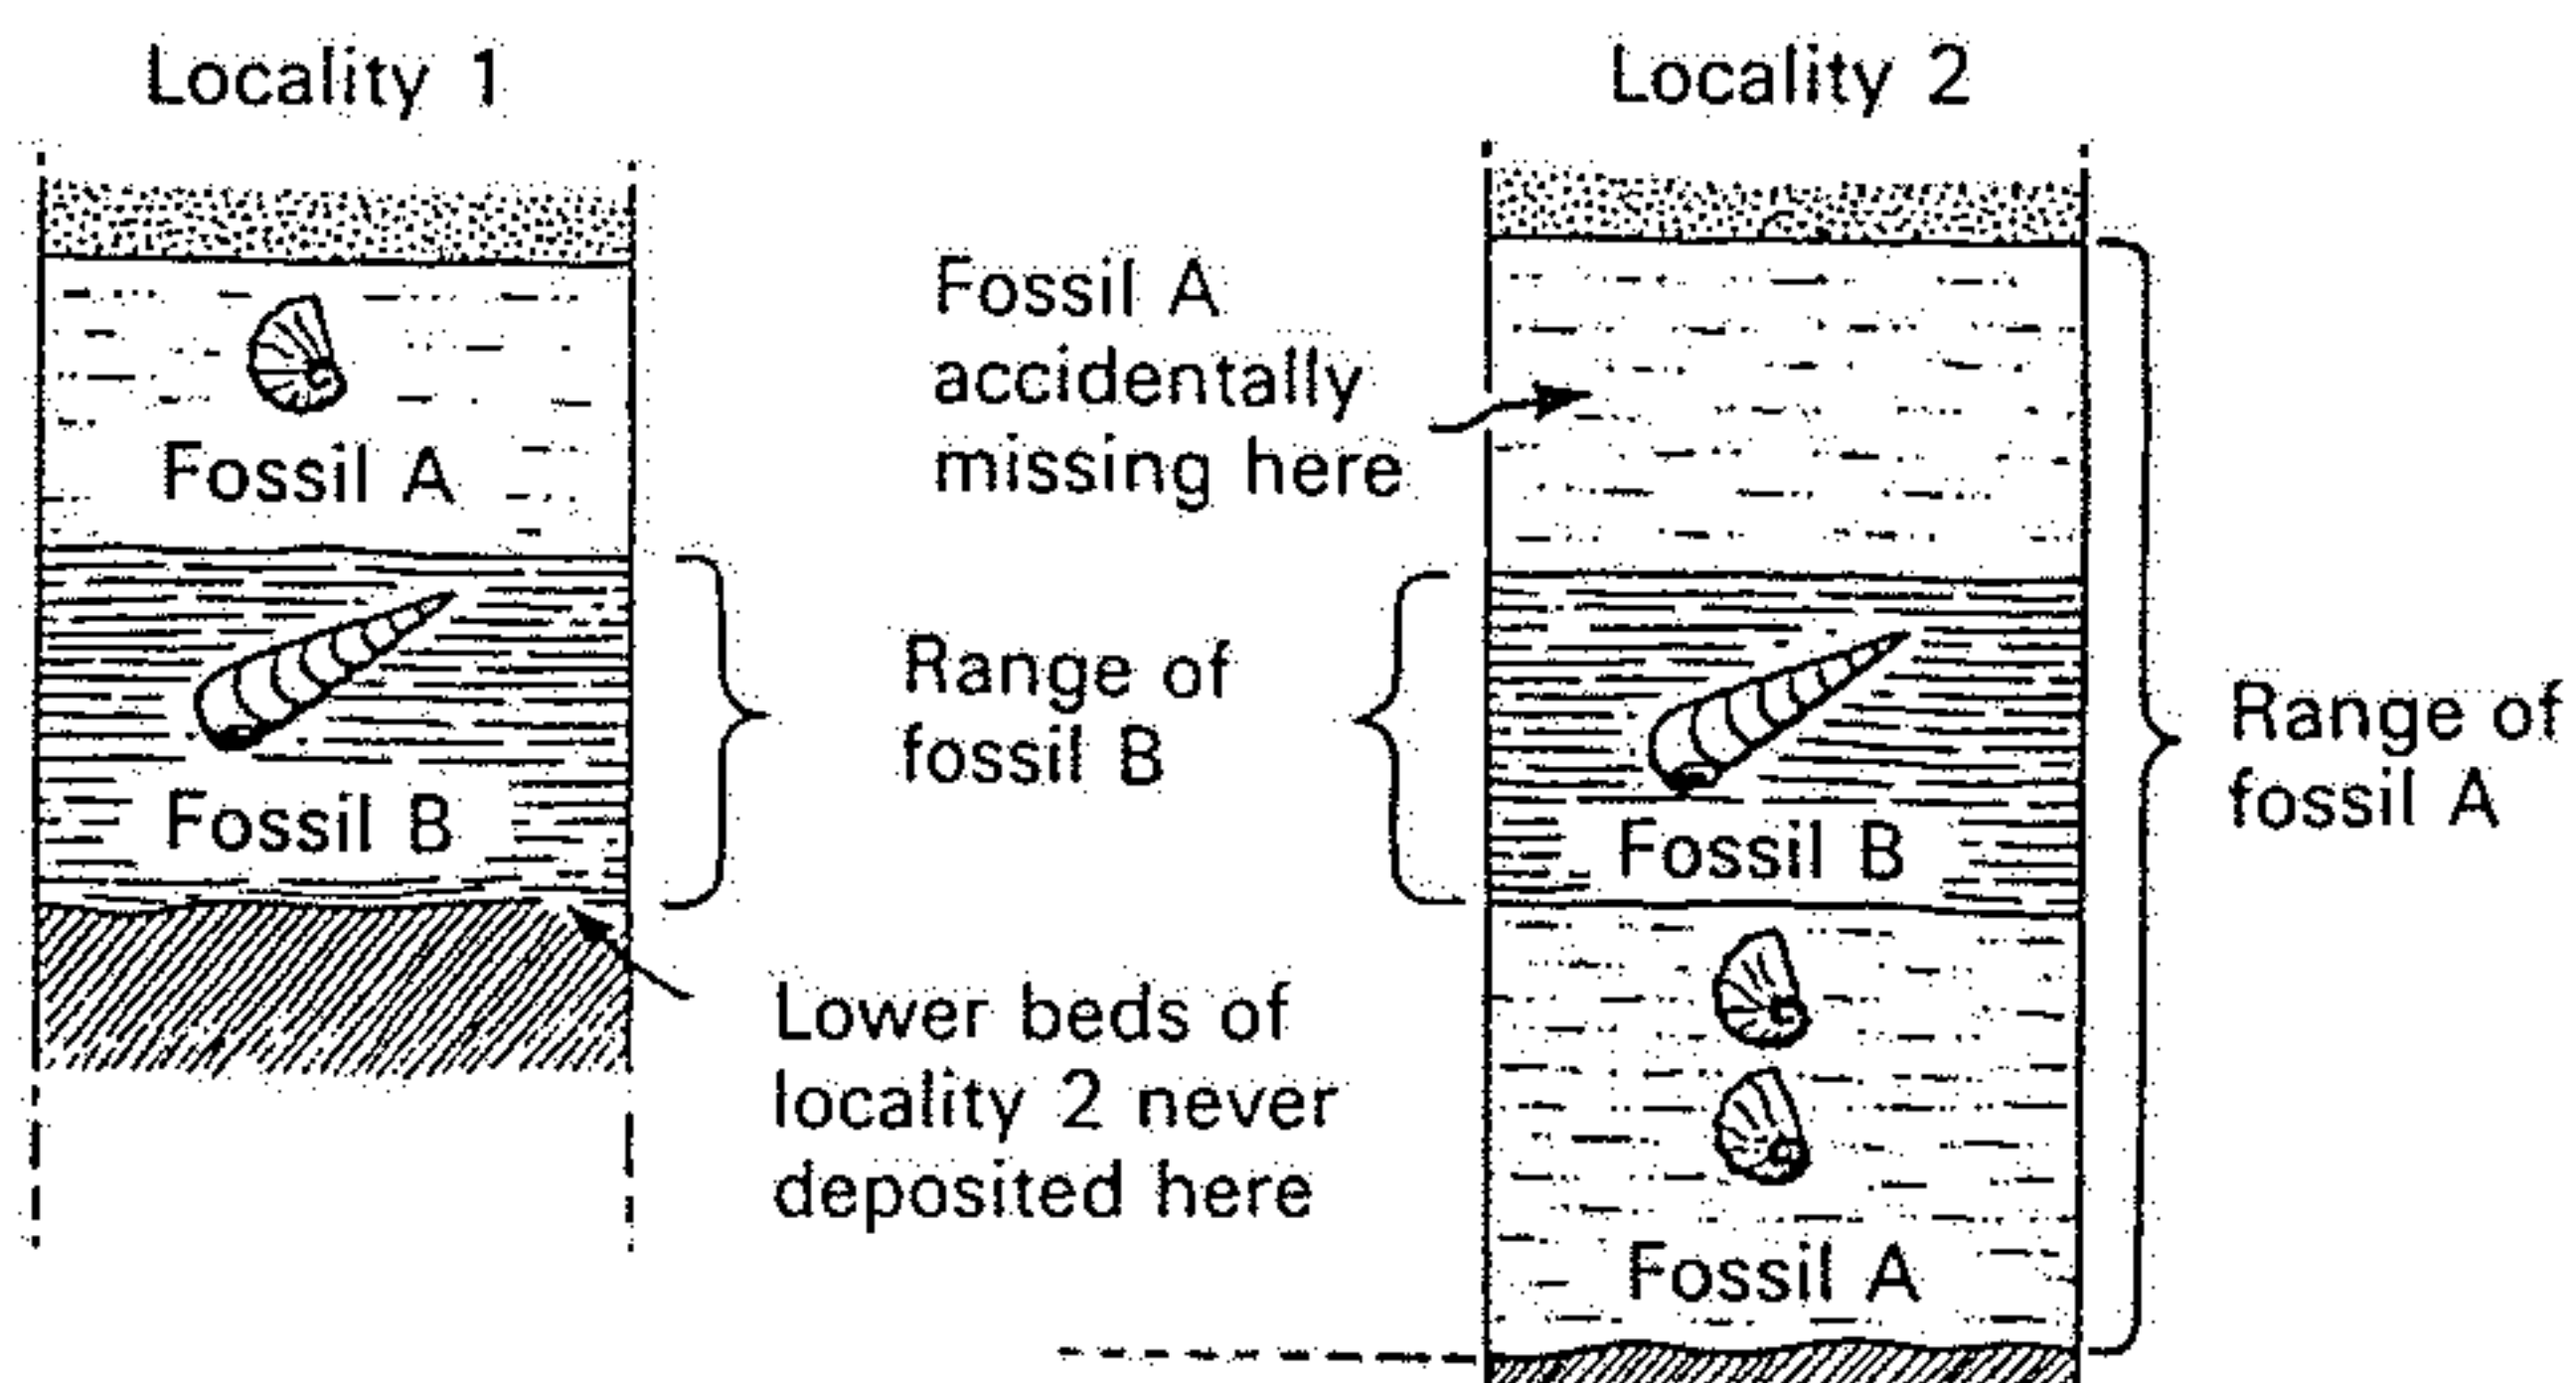 Locality 1
Locality 2
Fossil A
accidentally
missing here
Fossil A
Range of
fossil B
Range of
fossil A
Fossil B
Fossil B
Lower beds of
locality 2 never
deposited here
Fossil A